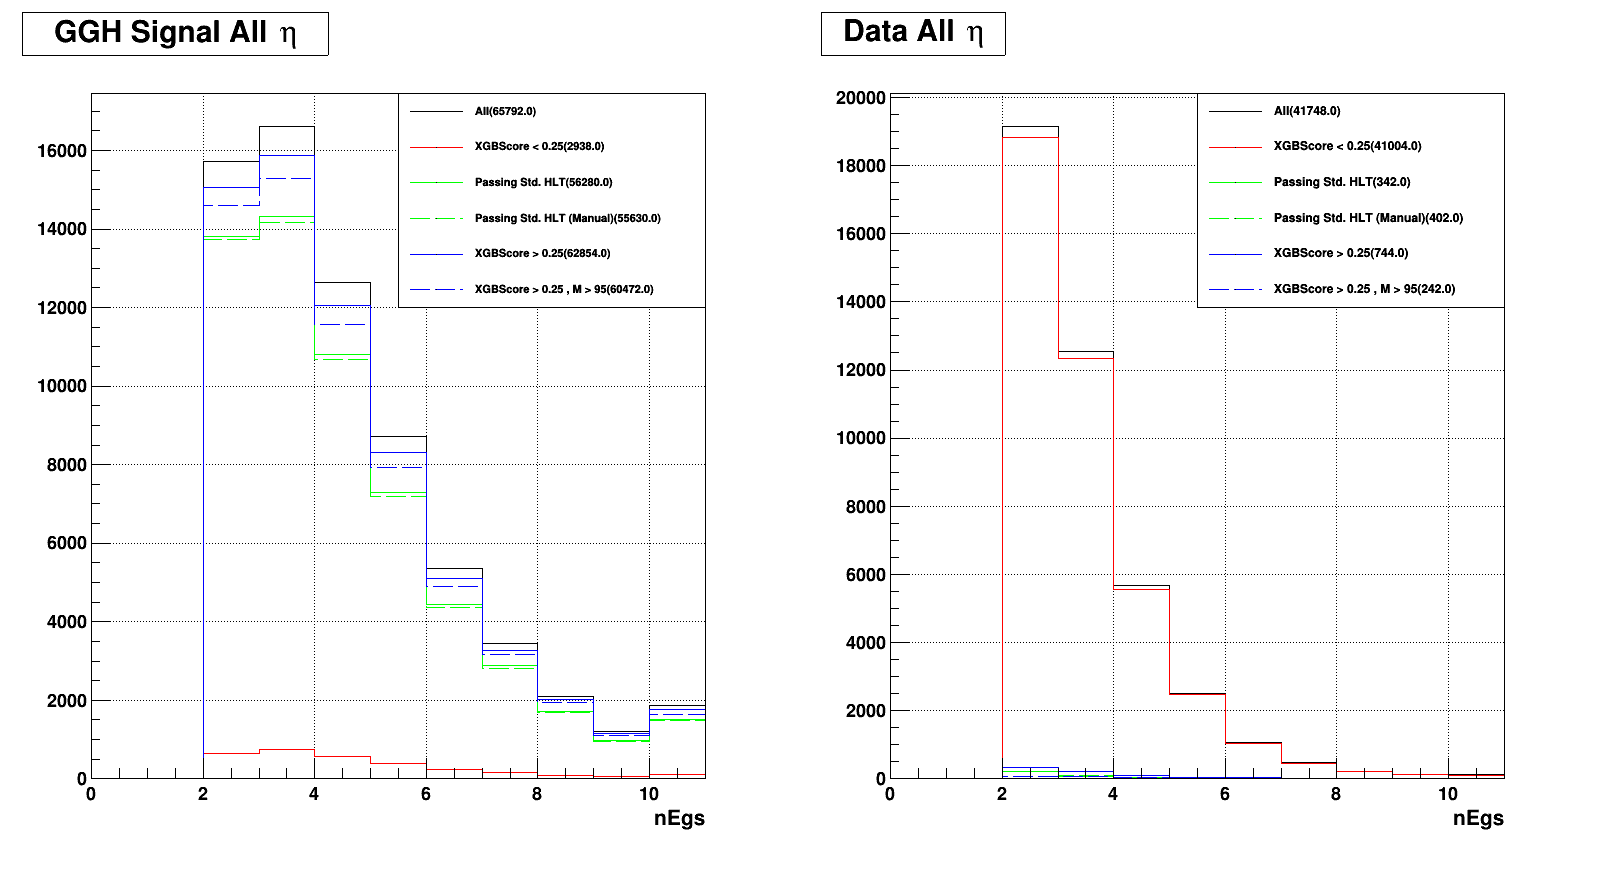 GGH Signal All η
16000
14000
12000
10000
8000
6000
4000
2000
0
0 2 4 6 8 10
nEgs
All(65792.0)
XGBScore < 0.25(2938.0)
Passing Std. HLT(56280.0)
Passing Std. HLT (Manual)(55630.0)
XGBScore > 0.25(62854.0)
XGBScore > 0.25 , M > 95(60472.0)
Data All η
20000
18000
16000
14000
12000
10000
8000
6000
4000
2000
0
0 2 4 6 8 10
nEgs
All(41748.0)
XGBScore < 0.25(41004.0)
Passing Std. HLT(342.0)
Passing Std. HLT (Manual)(402.0)
XGBScore > 0.25(744.0)
XGBScore > 0.25 , M > 95(242.0)